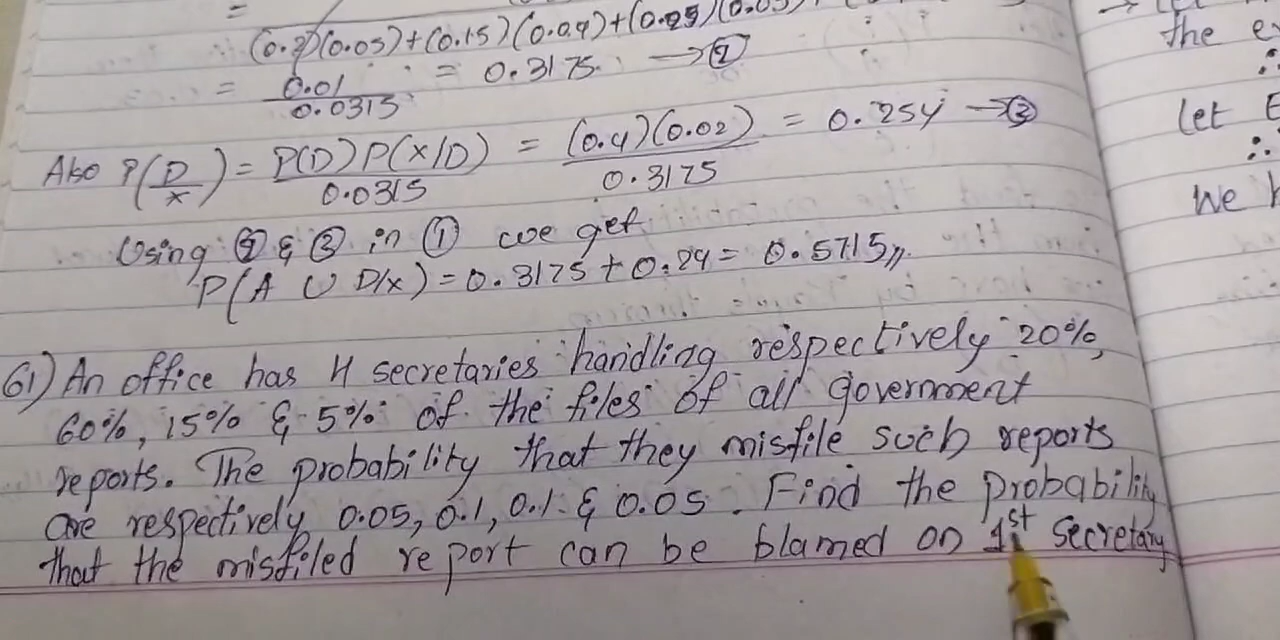 =
(0.2)(0.05)+(0.15)(0.04)+(0.25)(0.03)+
= 0.01 = 0.3175. → ②
0.0315
Also P(D/X) = P(D) P(X/D) = (0.4)(0.02) = 0.254 → ③
0.0315 0.3175
Using ② & ③ in ① we get
P(A ∪ D/X) = 0.3175 + 0.24 = 0.5715,,
61) An office has 4 secretaries handling respectively 20%,
60%, 15% & 5% of the files of all government
reports. The probability that they misfile such reports
are respectively 0.05, 0.1, 0.1 & 0.05. Find the probability
that the misfiled report can be blamed on 1st secretary
the
∴
Let
∴
We